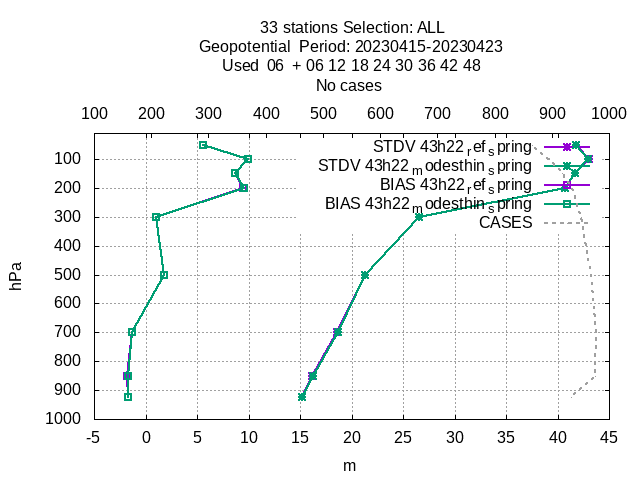 33 stations Selection: ALL
Geopotential Period: 20230415-20230423
Used 06 + 06 12 18 24 30 36 42 48
No cases
100 200 300 400 500 600 700 800 900 1000
STDV 43h22_ref_spring
STDV 43h22_modesthin_spring
BIAS 43h22_ref_spring
BIAS 43h22_modesthin_spring
CASES
100
200
300
400
500
600
700
800
900
1000
hPa
-5 0 5 10 15 20 25 30 35 40 45
m